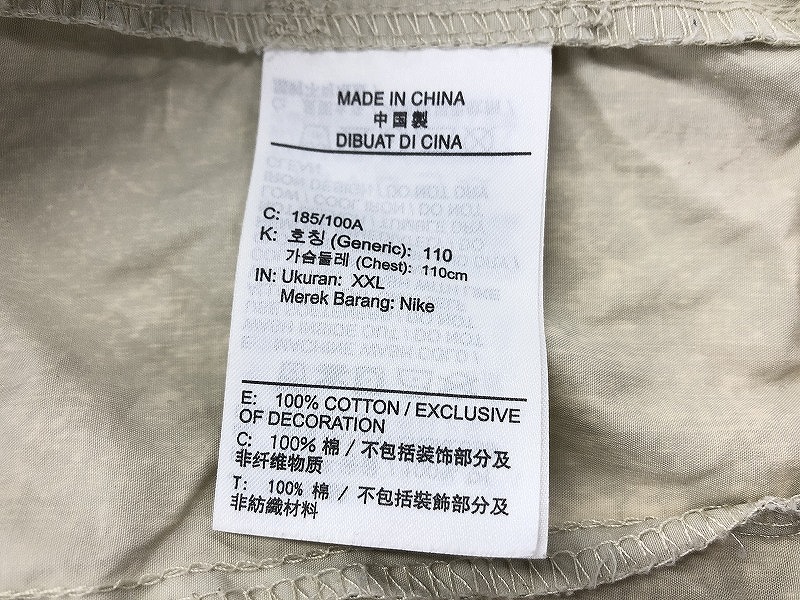 MADE IN CHINA
中国製
DIBUAT DI CINA
C: 185/100A
K: 호칭 (Generic): 110
가슴둘레 (Chest): 110cm
IN: Ukuran: XXL
Merek Barang: Nike
E: 100% COTTON / EXCLUSIVE
OF DECORATION
C: 100% 棉 / 不包括装饰部分及
非纤维物质
T: 100% 棉 / 不包括裝飾部分及
非紡織材料